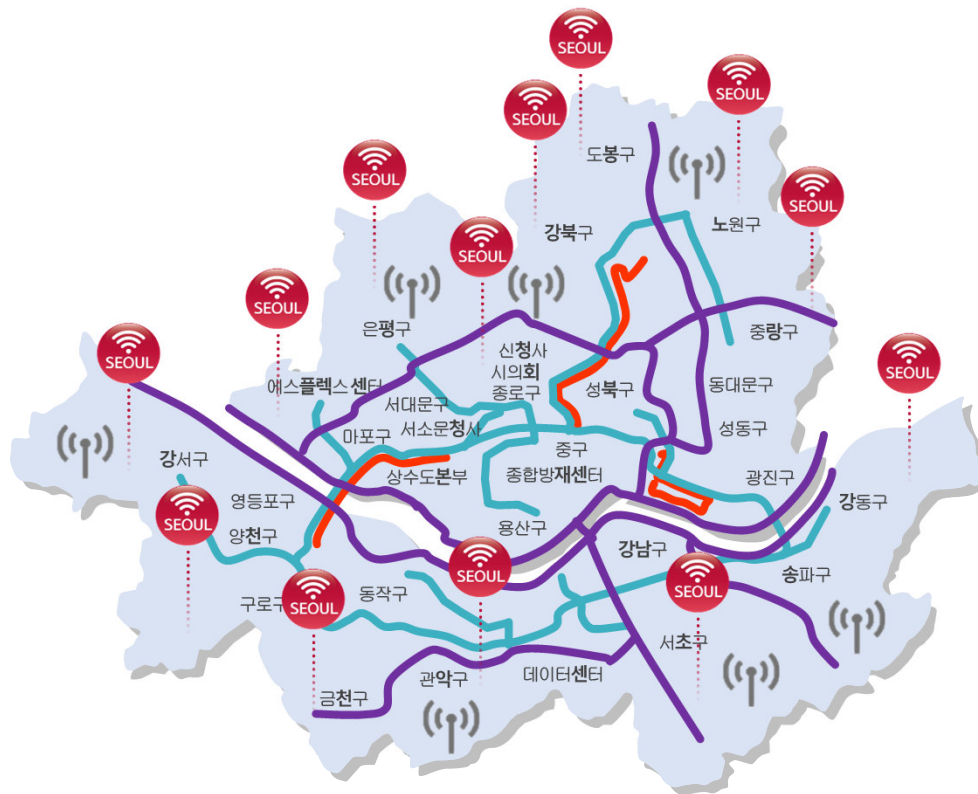 SEOUL
SEOUL
SEOUL
도봉구
SEOUL
SEOUL
노원구
강북구
SEOUL
SEOUL
은평구
중랑구
SEOUL
신청사
시의회
종로구
SEOUL
에스플렉스센터
서대문구
성북구
동대문구
서소문청사
마포구
성동구
중구
강서구
상수도본부
종합방재센터
광진구
영등포구
강동구
SEOUL
양천구
용산구
강남구
송파구
SEOUL
구로구
SEOUL
동작구
SEOUL
서초구
관악구
데이터센터
금천구